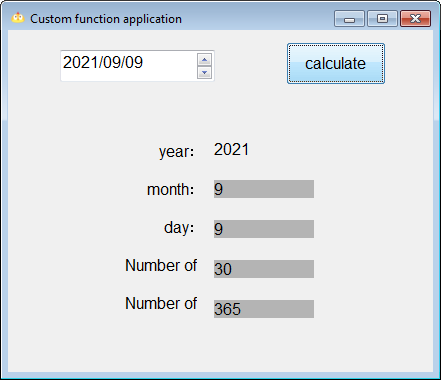 Custom function application
2021/09/09
calculate
year: 2021
month: 9
day: 9
Number of 30
Number of 365